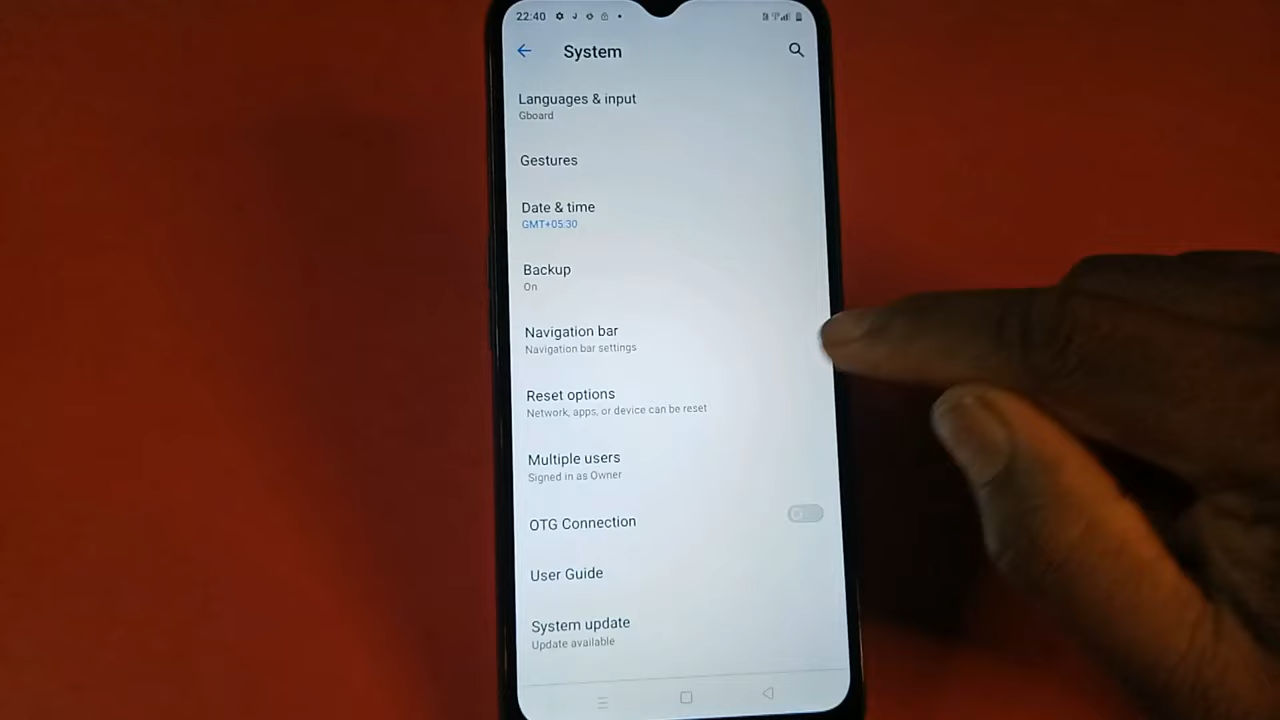 22:40
System
Languages & input
Gboard
Gestures
Date & time
GMT+05:30
Backup
On
Navigation bar
Navigation bar settings
Reset options
Network, apps, or device can be reset
Multiple users
Signed in as Owner
OTG Connection
User Guide
System update
Update available